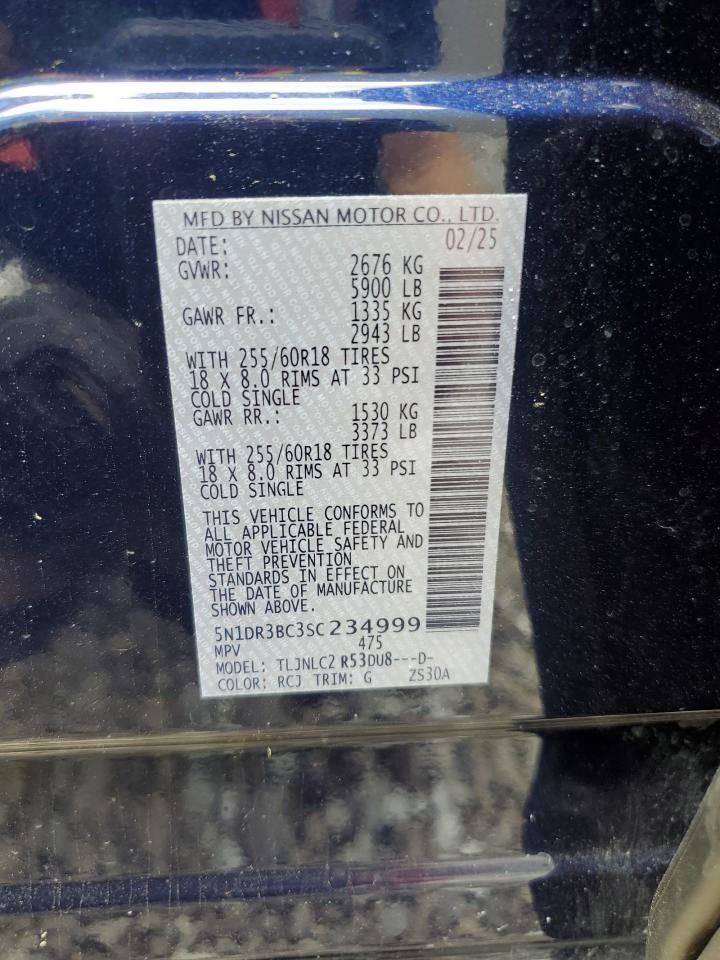 MFD BY NISSAN MOTOR CO., LTD.
DATE: 02/25
GVWR: 2676 KG
5900 LB
GAWR FR.: 1335 KG
2943 LB
WITH 255/60R18 TIRES
18 X 8.0 RIMS AT 33 PSI
COLD SINGLE
GAWR RR.: 1530 KG
3373 LB
WITH 255/60R18 TIRES
18 X 8.0 RIMS AT 33 PSI
COLD SINGLE
THIS VEHICLE CONFORMS TO
ALL APPLICABLE FEDERAL
MOTOR VEHICLE SAFETY AND
THEFT PREVENTION
STANDARDS IN EFFECT ON
THE DATE OF MANUFACTURE
SHOWN ABOVE.
5N1DR3BC3SC234999
MPV 475
MODEL: TLJNLC2 R53DU8---D-
COLOR: RCJ TRIM: G ZS30A